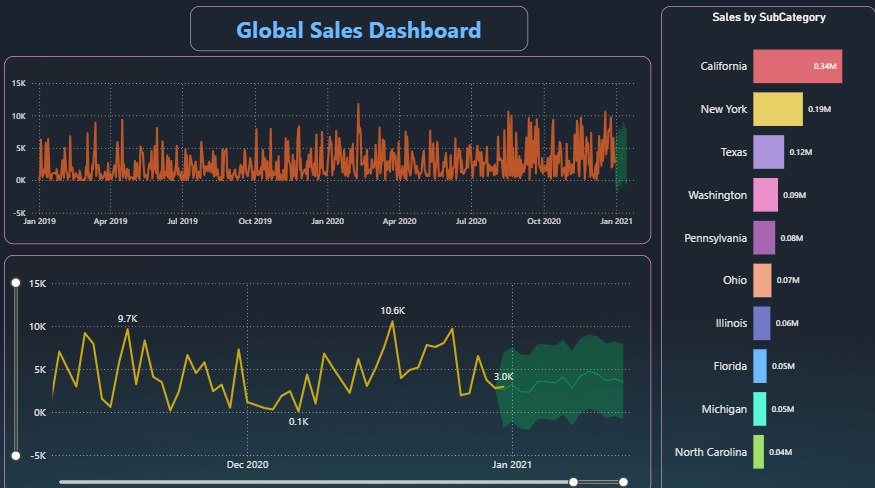 Global Sales Dashboard
15K
10K
5K
0K
-5K
Jan 2019 Apr 2019 Jul 2019 Oct 2019 Jan 2020 Apr 2020 Jul 2020 Oct 2020 Jan 2021
15K
10K
5K
0K
-5K
9.7K
10.6K
3.0K
0.1K
Dec 2020 Jan 2021
Sales by SubCategory
California 0.34M
New York 0.19M
Texas 0.12M
Washington 0.09M
Pennsylvania 0.08M
Ohio 0.07M
Illinois 0.06M
Florida 0.05M
Michigan 0.05M
North Carolina 0.04M